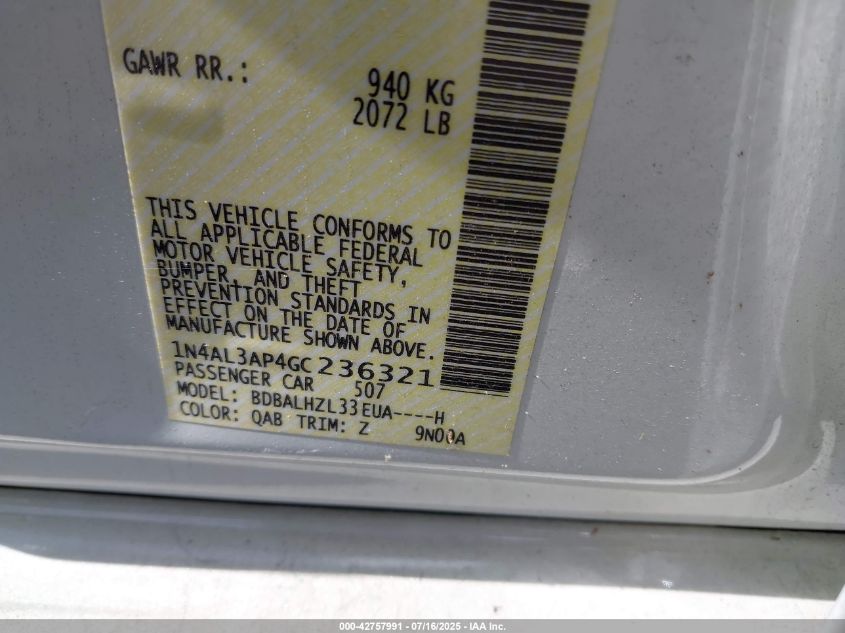 GAWR RR.: 940 KG
2072 LB
THIS VEHICLE CONFORMS TO
ALL APPLICABLE FEDERAL
MOTOR VEHICLE SAFETY,
BUMPER, AND THEFT
PREVENTION STANDARDS IN
EFFECT ON THE DATE OF
MANUFACTURE SHOWN ABOVE.
1N4AL3AP4GC236321
PASSENGER CAR 507
MODEL: BDBALHZL33EUA----H
COLOR: QAB TRIM: Z 9N00A
000-42757991 - 07/16/2025 - IAA Inc.